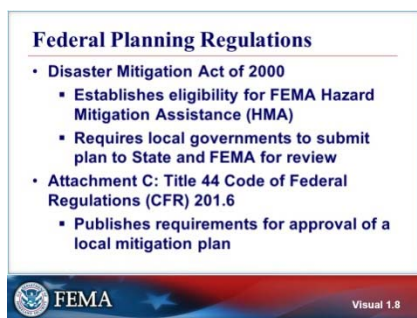 Federal Planning Regulations
• Disaster Mitigation Act of 2000
▪ Establishes eligibility for FEMA Hazard
Mitigation Assistance (HMA)
▪ Requires local governments to submit
plan to State and FEMA for review
• Attachment C: Title 44 Code of Federal
Regulations (CFR) 201.6
▪ Publishes requirements for approval of a
local mitigation plan
FEMA
Visual 1.8